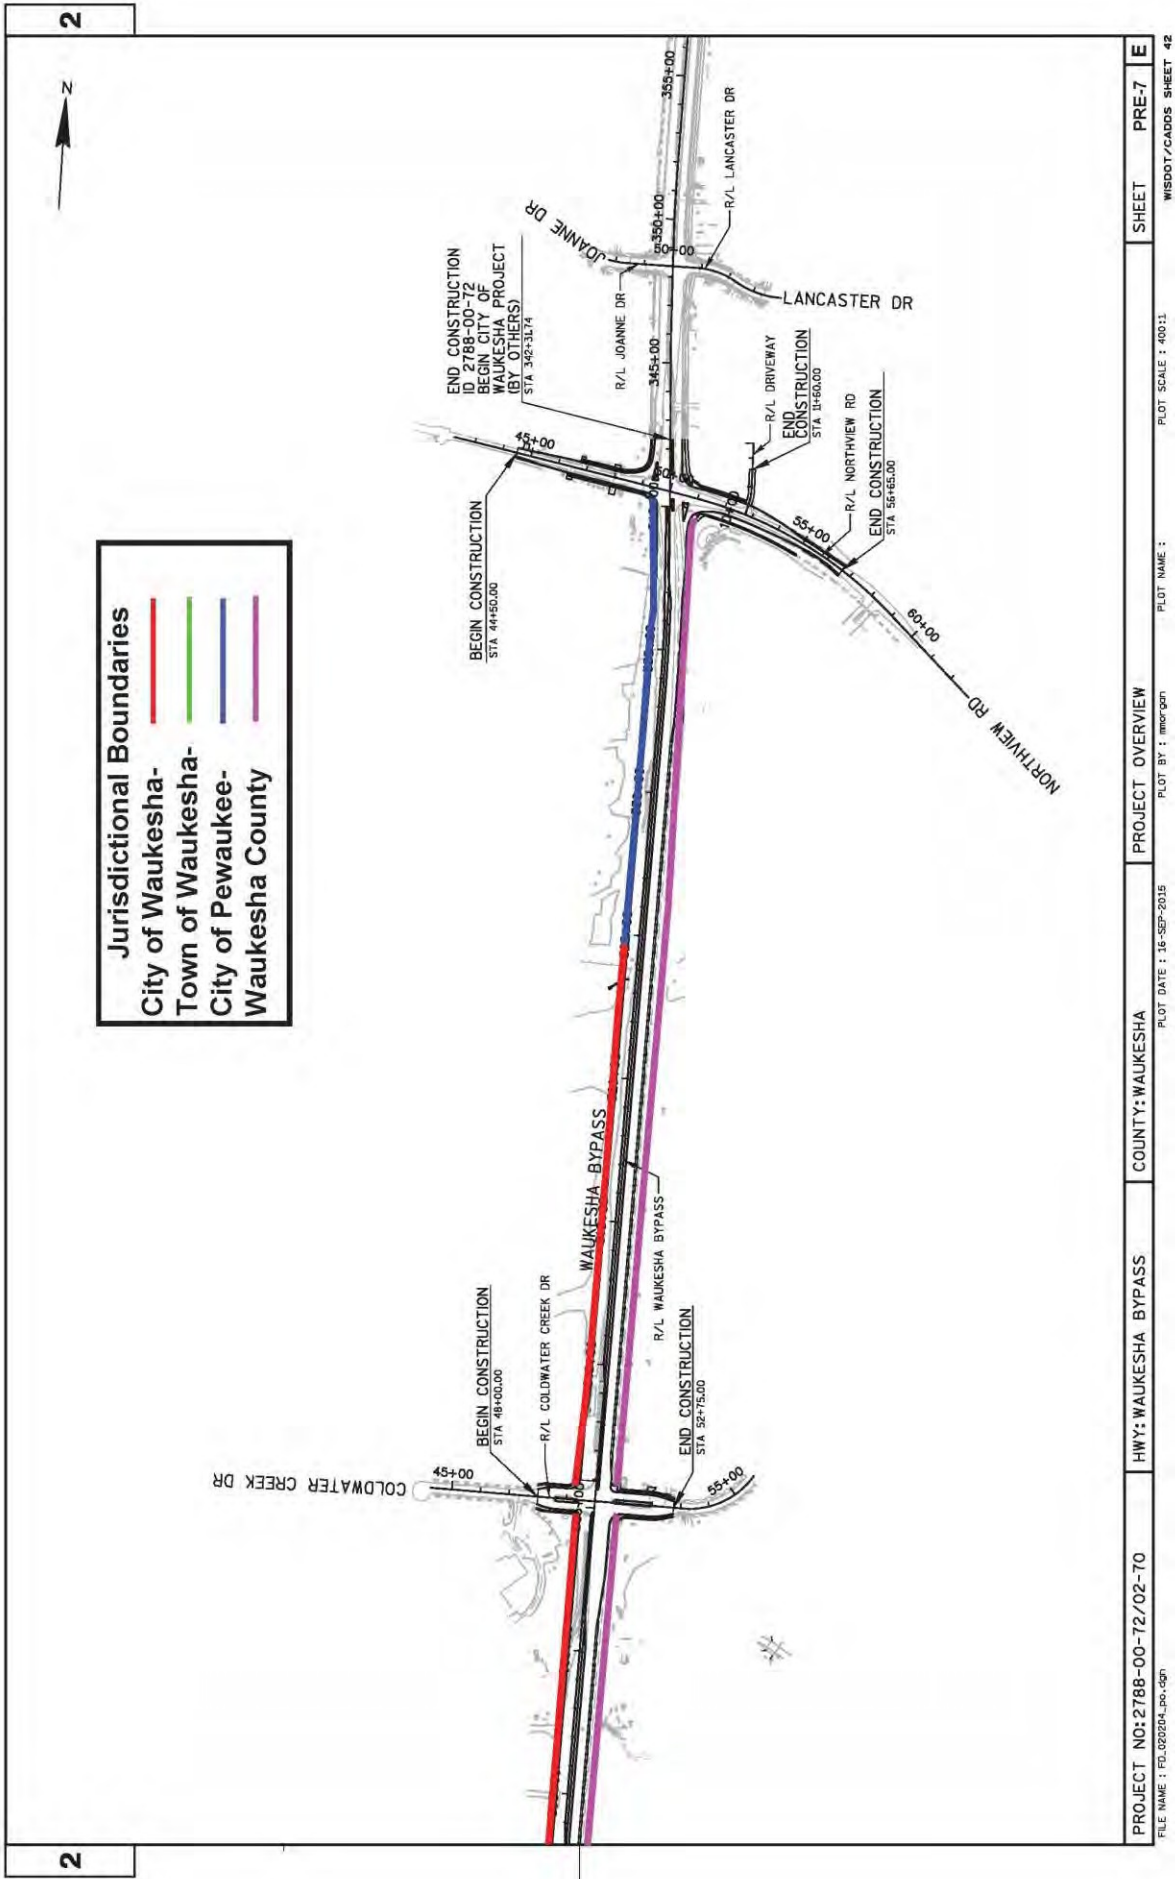 2
2
N
Jurisdictional Boundaries
City of Waukesha-
Town of Waukesha-
City of Pewaukee-
Waukesha County
COLDWATER CREEK DR
45+00
BEGIN CONSTRUCTION
STA 48+00.00
R/L COLDWATER CREEK DR
55+00
END CONSTRUCTION
STA 52+75.00
WAUKESHA BYPASS
R/L WAUKESHA BYPASS
BEGIN CONSTRUCTION
STA 44+50.00
45+00
END CONSTRUCTION
ID 2788-00-72
BEGIN CITY OF
WAUKESHA PROJECT
(BY OTHERS)
STA 342+31.74
JOANNE DR
R/L JOANNE DR
345+00
350+00
50+00
355+00
R/L LANCASTER DR
LANCASTER DR
R/L DRIVEWAY
END
CONSTRUCTION
STA 11+60.00
55+00
R/L NORTHVIEW RD
END CONSTRUCTION
STA 56+65.00
60+00
NORTHVIEW RD
PROJECT NO:2788-00-72/02-70
HWY: WAUKESHA BYPASS
COUNTY: WAUKESHA
PROJECT OVERVIEW
SHEET PRE-7
E
FILE NAME : FD_020204_po.dgn
PLOT DATE : 16-SEP-2015
PLOT BY : mmorgan
PLOT NAME :
PLOT SCALE : 400:1
WISDOT/CADDS SHEET 42